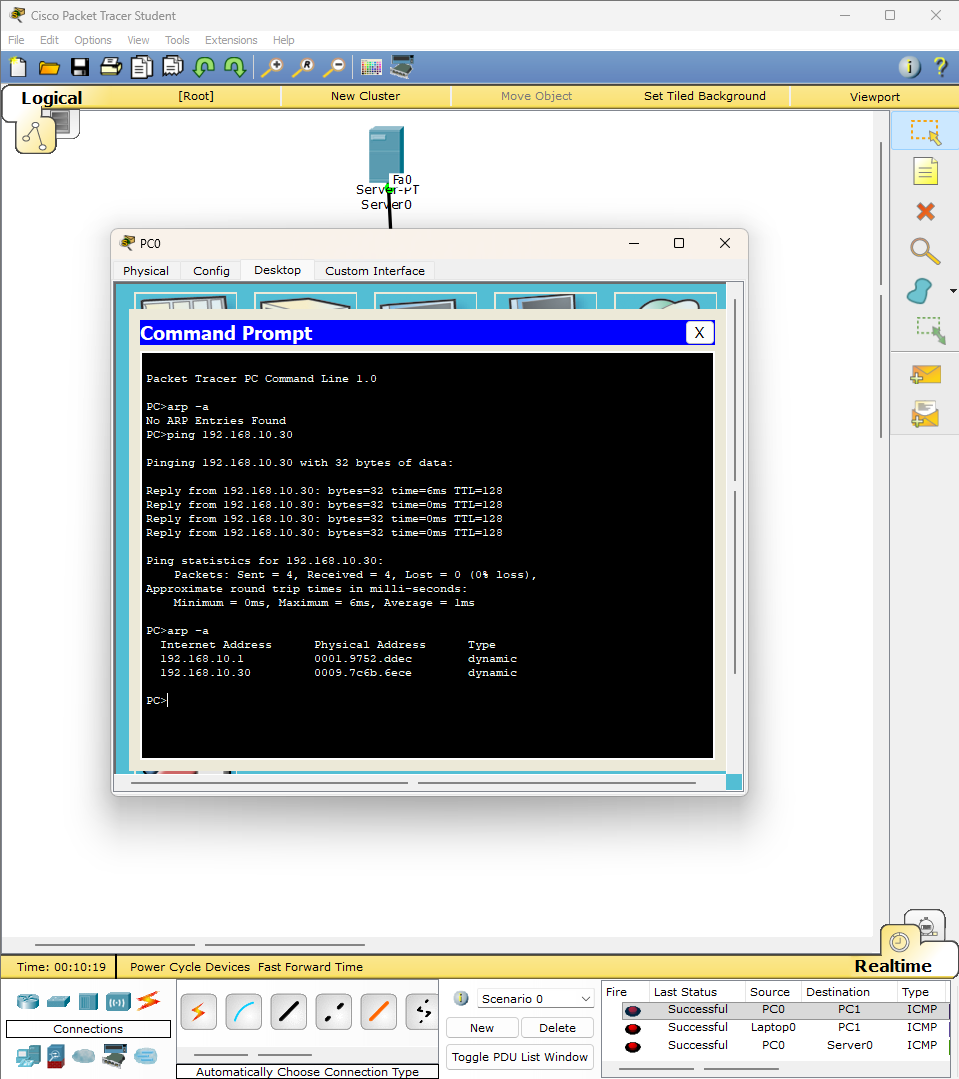 Cisco Packet Tracer Student
File Edit Options View Tools Extensions Help
Logical [Root] New Cluster Move Object Set Tiled Background Viewport
Fa0
Server-PT
Server0
PC0
Physical Config Desktop Custom Interface
Command Prompt X
Packet Tracer PC Command Line 1.0
PC>arp -a
No ARP Entries Found
PC>ping 192.168.10.30
Pinging 192.168.10.30 with 32 bytes of data:
Reply from 192.168.10.30: bytes=32 time=6ms TTL=128
Reply from 192.168.10.30: bytes=32 time=0ms TTL=128
Reply from 192.168.10.30: bytes=32 time=0ms TTL=128
Reply from 192.168.10.30: bytes=32 time=0ms TTL=128
Ping statistics for 192.168.10.30:
Packets: Sent = 4, Received = 4, Lost = 0 (0% loss),
Approximate round trip times in milli-seconds:
Minimum = 0ms, Maximum = 6ms, Average = 1ms
PC>arp -a
Internet Address Physical Address Type
192.168.10.1 0001.9752.ddec dynamic
192.168.10.30 0009.7c6b.6ece dynamic
PC>
Time: 00:10:19 Power Cycle Devices Fast Forward Time Realtime
Connections
Automatically Choose Connection Type
Scenario 0
New Delete
Toggle PDU List Window
Fire Last Status Source Destination Type
Successful PC0 PC1 ICMP
Successful Laptop0 PC1 ICMP
Successful PC0 Server0 ICMP